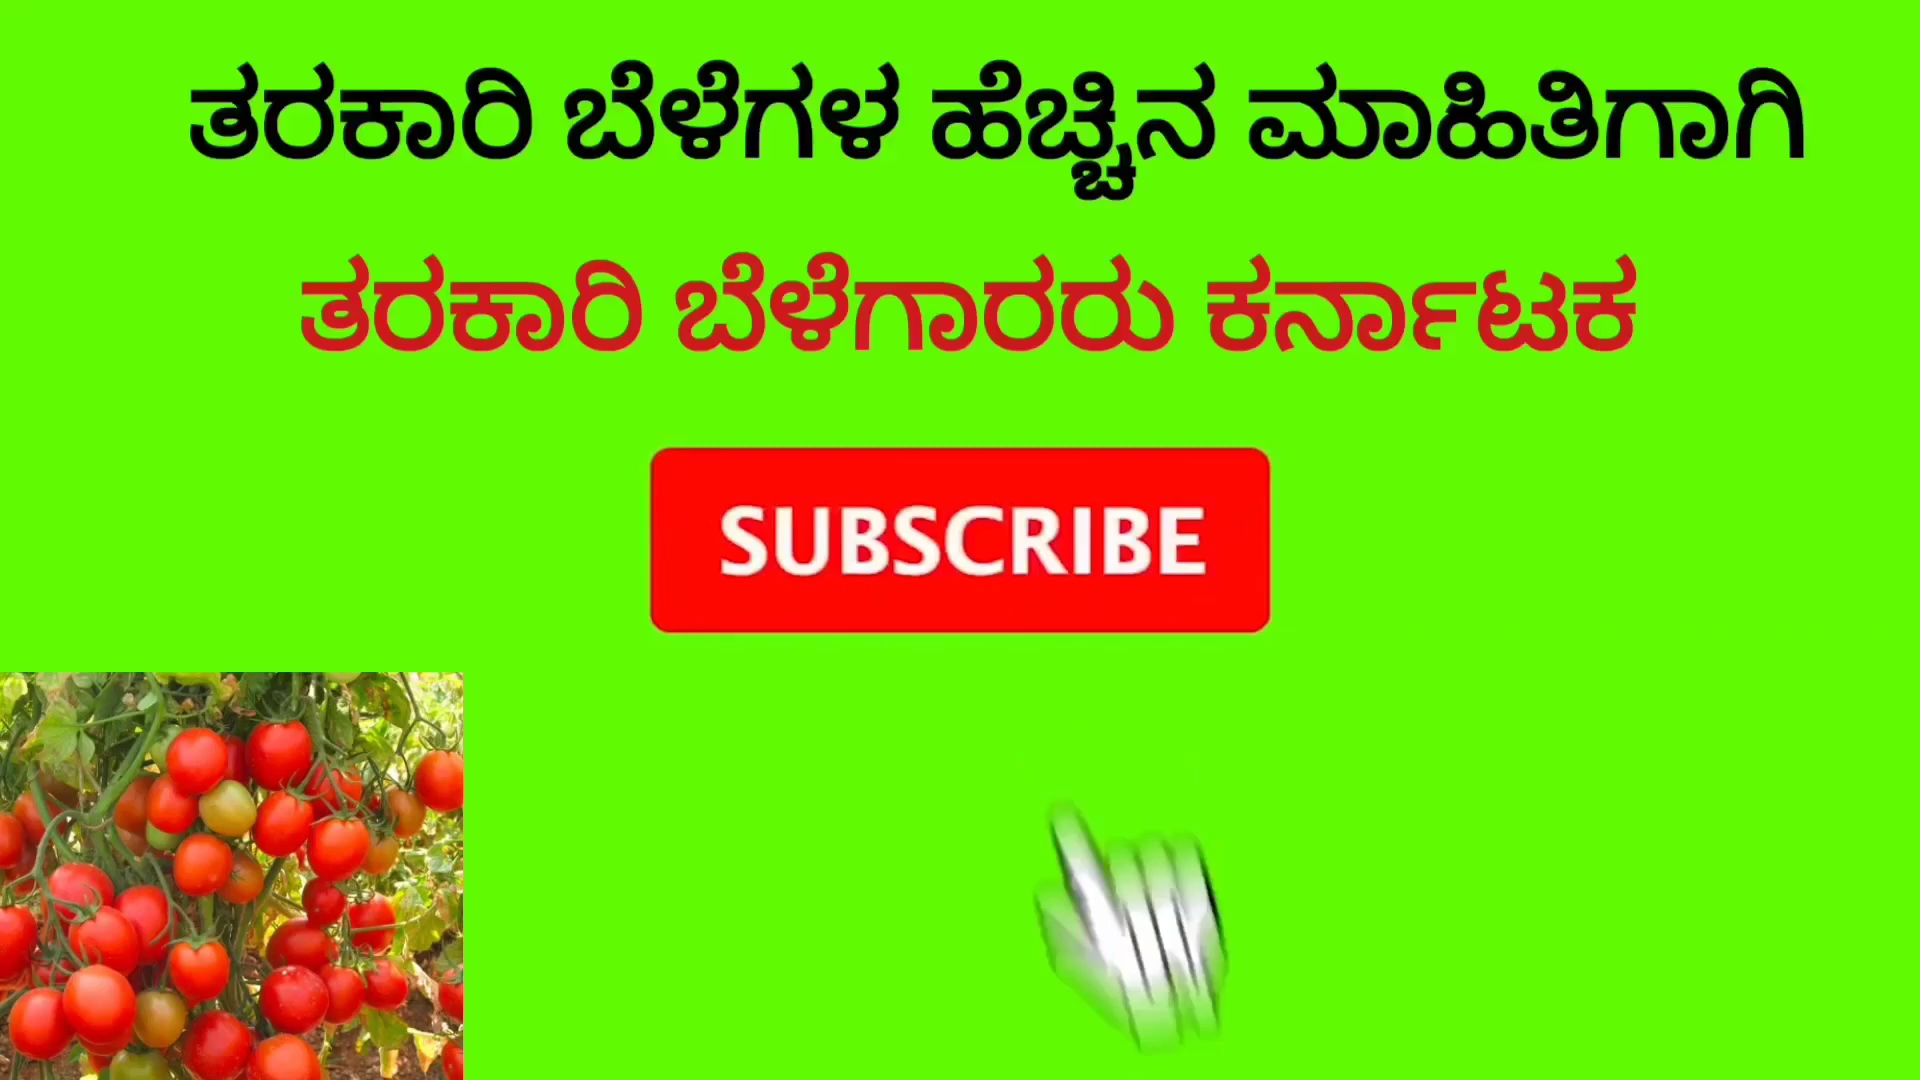 ತರಕಾರಿ ಬೆಳೆಗಳ ಹೆಚ್ಚಿನ ಮಾಹಿತಿಗಾಗಿ
ತರಕಾರಿ ಬೆಳೆಗಾರರು ಕರ್ನಾಟಕ
SUBSCRIBE